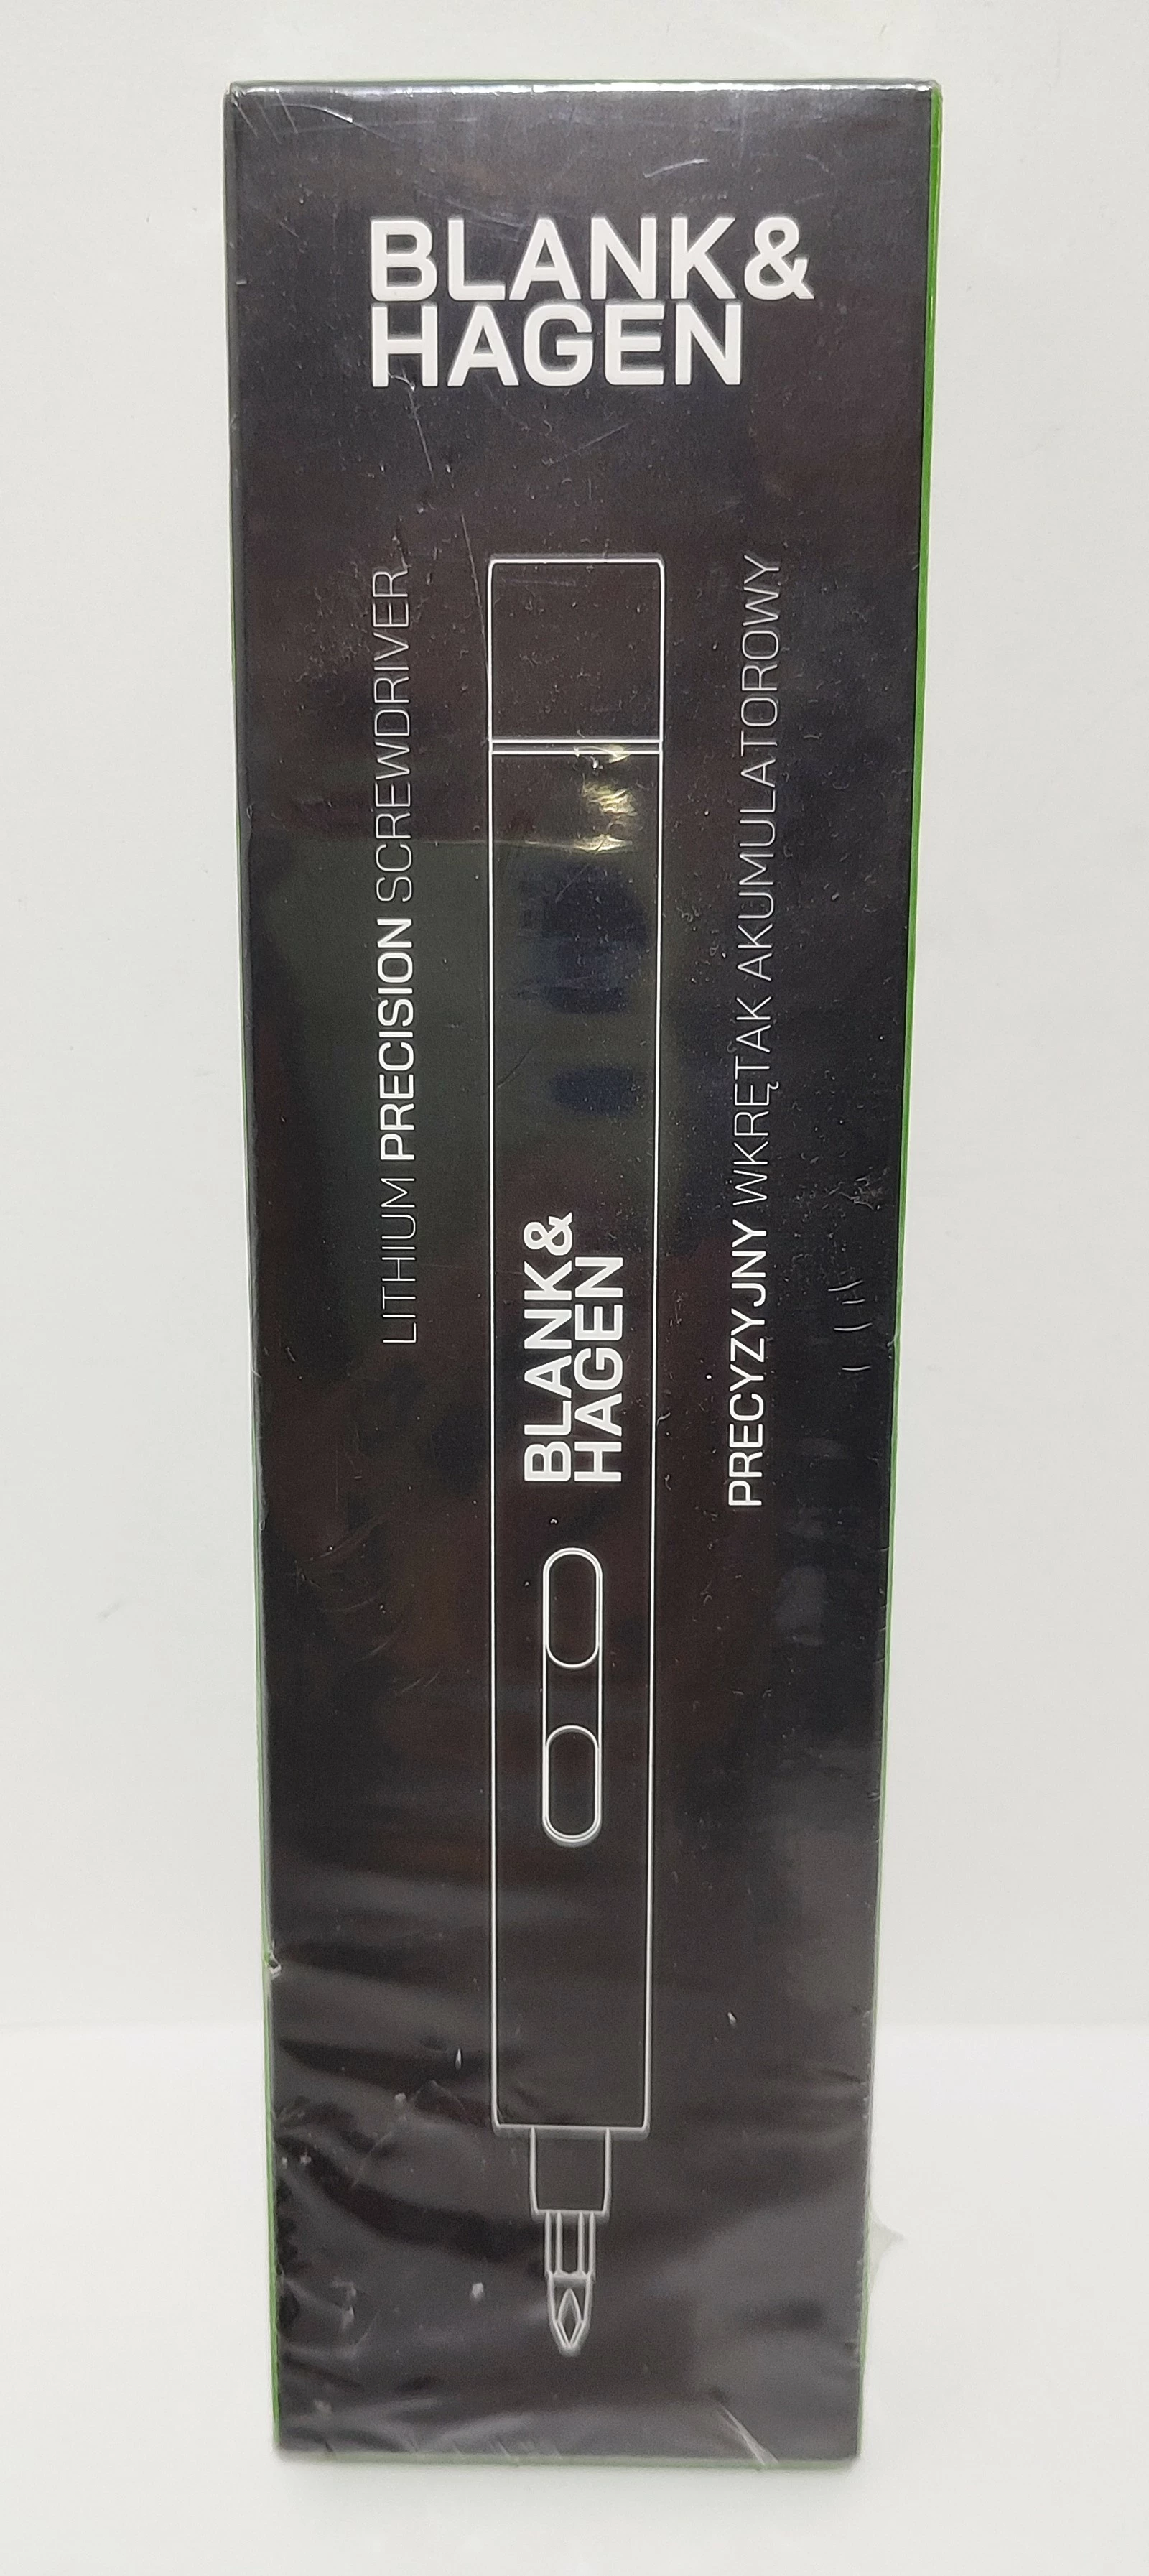 BLANK&
HAGEN
LITHIUM PRECISION SCREWDRIVER
BLANK&
HAGEN
PRECYZYJNY WKRĘTAK AKUMULATOROWY